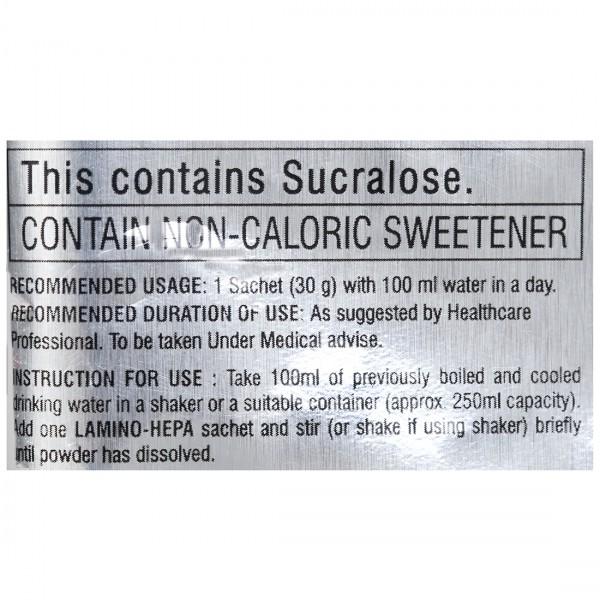 This contains Sucralose.
CONTAIN NON-CALORIC SWEETENER
RECOMMENDED USAGE: 1 Sachet (30 g) with 100 ml water in a day.
RECOMMENDED DURATION OF USE: As suggested by Healthcare
Professional. To be taken Under Medical advise.
INSTRUCTION FOR USE : Take 100ml of previously boiled and cooled
drinking water in a shaker or a suitable container (approx. 250ml capacity).
Add one LAMINO-HEPA sachet and stir (or shake if using shaker) briefly
until powder has dissolved.